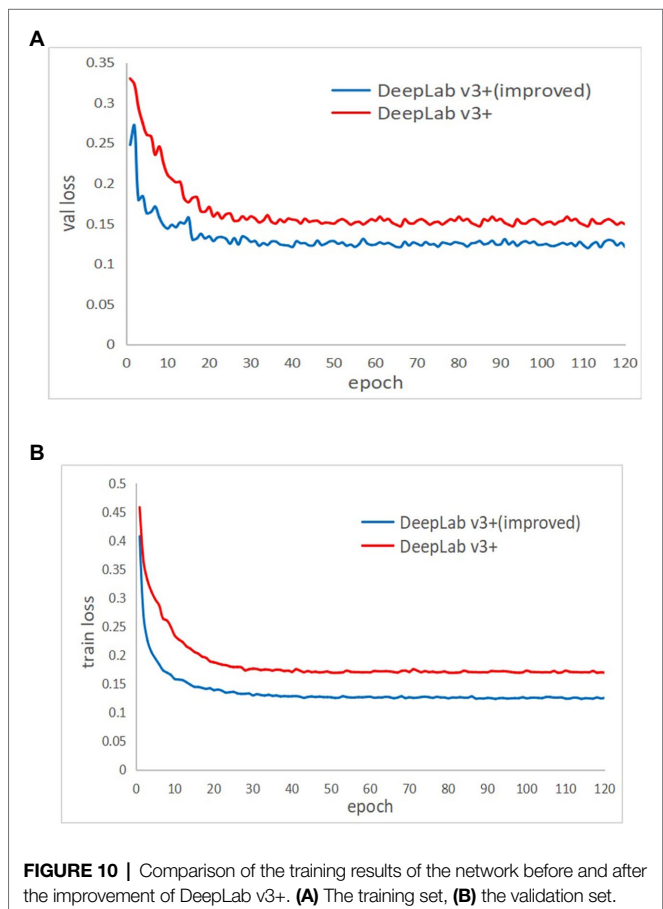 A
0.35
DeepLab v3+(improved)
0.3
DeepLab v3+
0.25
0.2
val loss
0.15
0.1
0.05
0
0 10 20 30 40 50 60 70 80 90 100 110 120
epoch
B
0.5
0.45
DeepLab v3+(improved)
0.4
DeepLab v3+
0.35
0.3
train loss
0.25
0.2
0.15
0.1
0.05
0
0 10 20 30 40 50 60 70 80 90 100 110 120
epoch
FIGURE 10 | Comparison of the training results of the network before and after
the improvement of DeepLab v3+. (A) The training set, (B) the validation set.